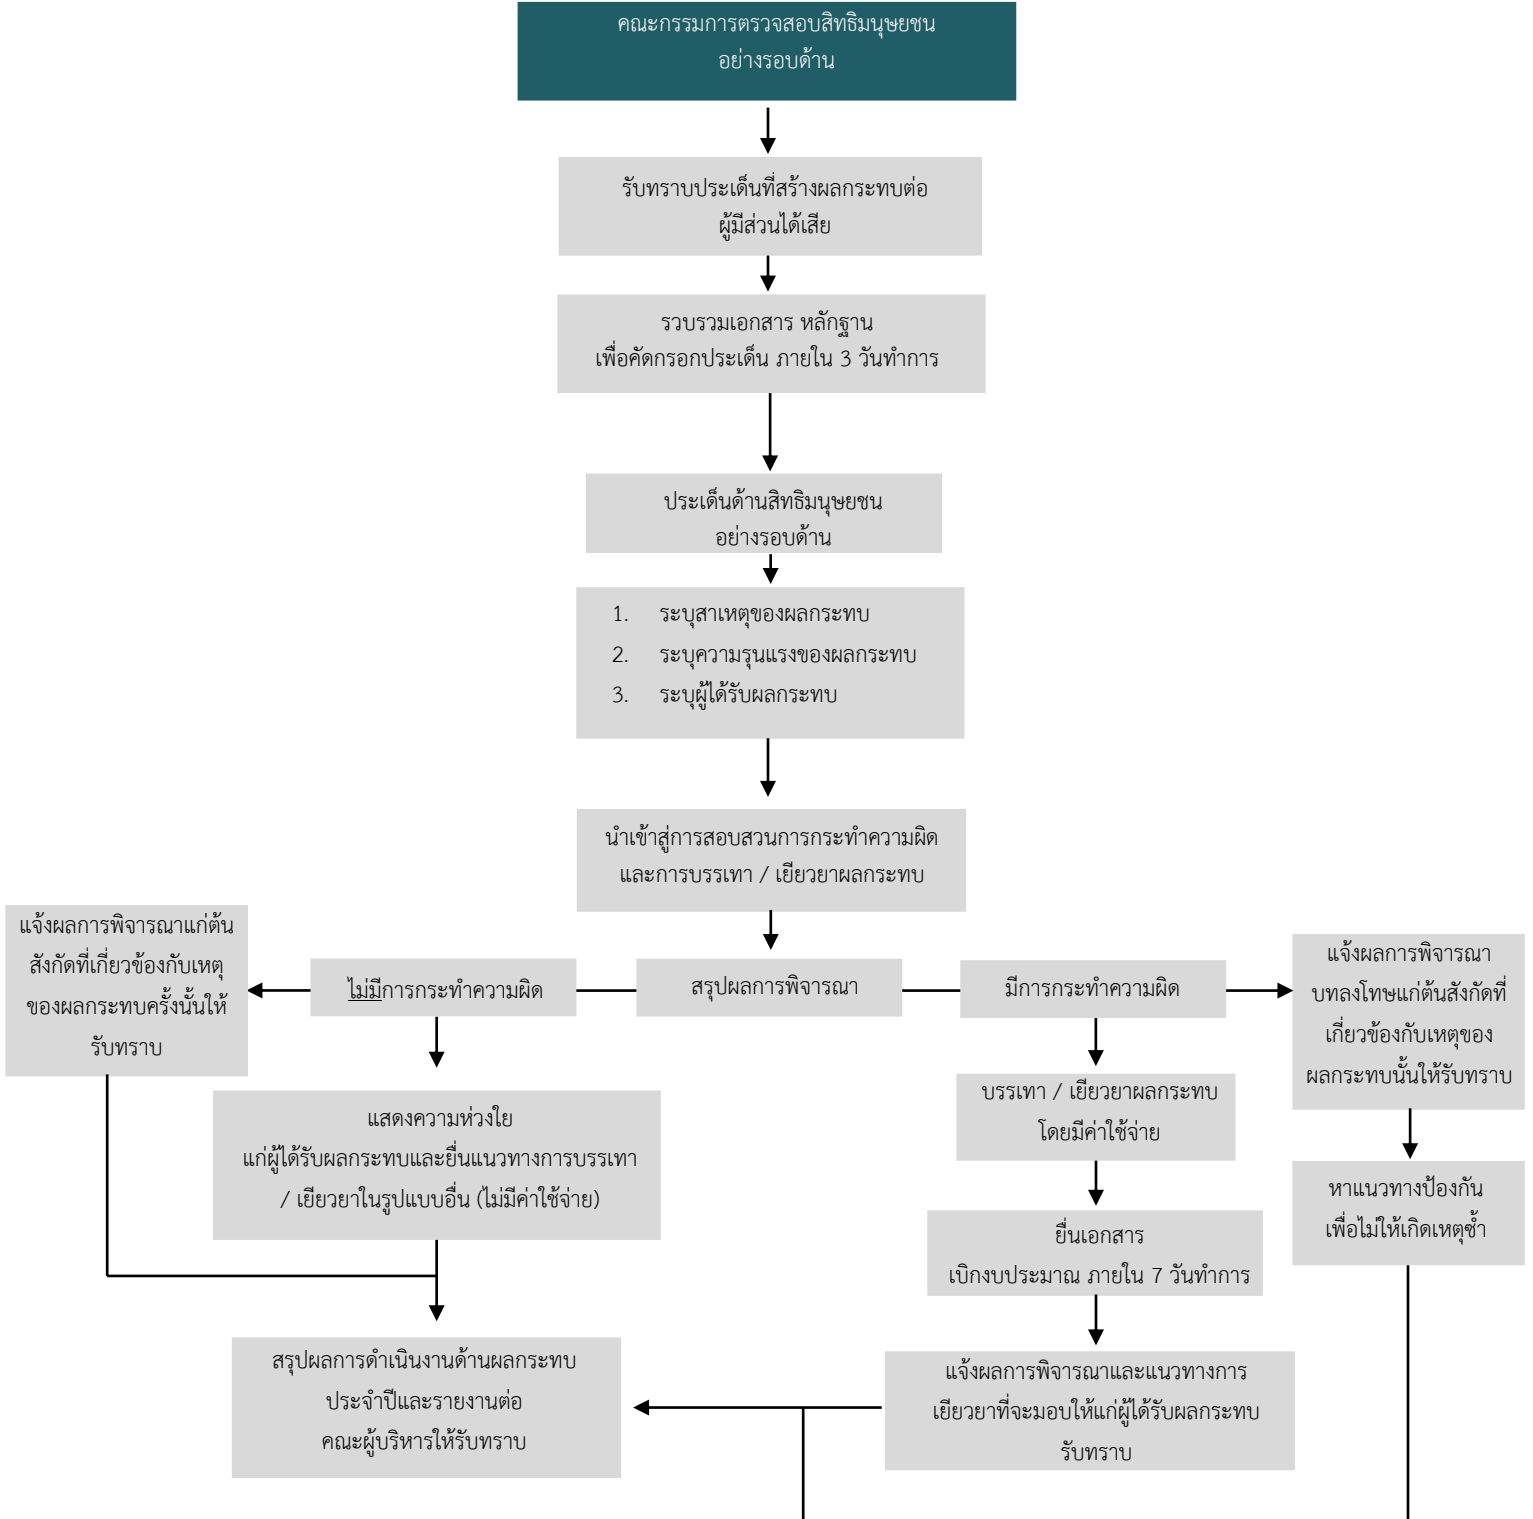 คณะกรรมการตรวจสอบสิทธิมนุษยชน
อย่างรอบด้าน
รับทราบประเด็นที่สร้างผลกระทบต่อ
ผู้มีส่วนได้เสีย
รวบรวมเอกสาร หลักฐาน
เพื่อคัดกรอกประเด็น ภายใน 3 วันทำการ
ประเด็นด้านสิทธิมนุษยชน
อย่างรอบด้าน
1. ระบุสาเหตุของผลกระทบ
2. ระบุความรุนแรงของผลกระทบ
3. ระบุผู้ได้รับผลกระทบ
นำเข้าสู่การสอบสวนการกระทำความผิด
และการบรรเทา / เยียวยาผลกระทบ
แจ้งผลการพิจารณาแก่ต้น
สังกัดที่เกี่ยวข้องกับเหตุ
ของผลกระทบครั้งนั้นให้
รับทราบ
ไม่มีการกระทำความผิด
สรุปผลการพิจารณา
มีการกระทำความผิด
แจ้งผลการพิจารณา
บทลงโทษแก่ต้นสังกัดที่
เกี่ยวข้องกับเหตุของ
ผลกระทบนั้นให้รับทราบ
แสดงความห่วงใย
แก่ผู้ได้รับผลกระทบและยื่นแนวทางการบรรเทา
/ เยียวยาในรูปแบบอื่น (ไม่มีค่าใช้จ่าย)
บรรเทา / เยียวยาผลกระทบ
โดยมีค่าใช้จ่าย
หาแนวทางป้องกัน
เพื่อไม่ให้เกิดเหตุซ้ำ
ยื่นเอกสาร
เบิกงบประมาณ ภายใน 7 วันทำการ
สรุปผลการดำเนินงานด้านผลกระทบ
ประจำปีและรายงานต่อ
คณะผู้บริหารให้รับทราบ
แจ้งผลการพิจารณาและแนวทางการ
เยียวยาที่จะมอบให้แก่ผู้ได้รับผลกระทบ
รับทราบ